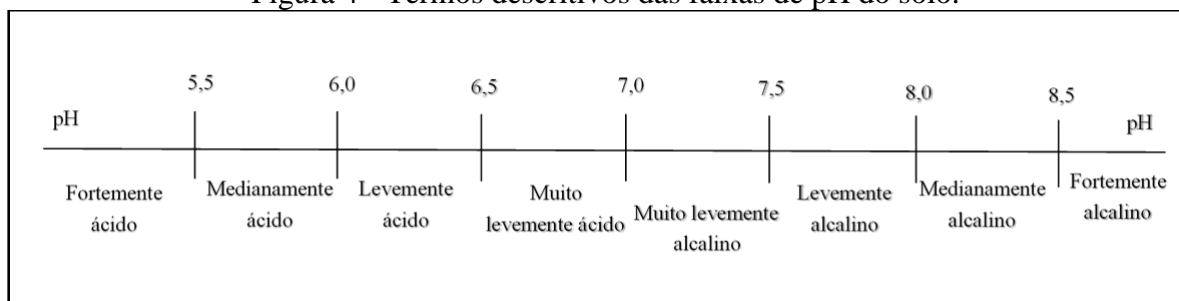 Figura 4 - Termos descritivos das faixas de pH do solo.
5,5 6,0 6,5 7,0 7,5 8,0 8,5
pH pH
Fortemente Medianamente Levemente Muito Muito levemente Levemente Medianamente Fortemente
ácido ácido ácido levemente ácido alcalino alcalino alcalino alcalino